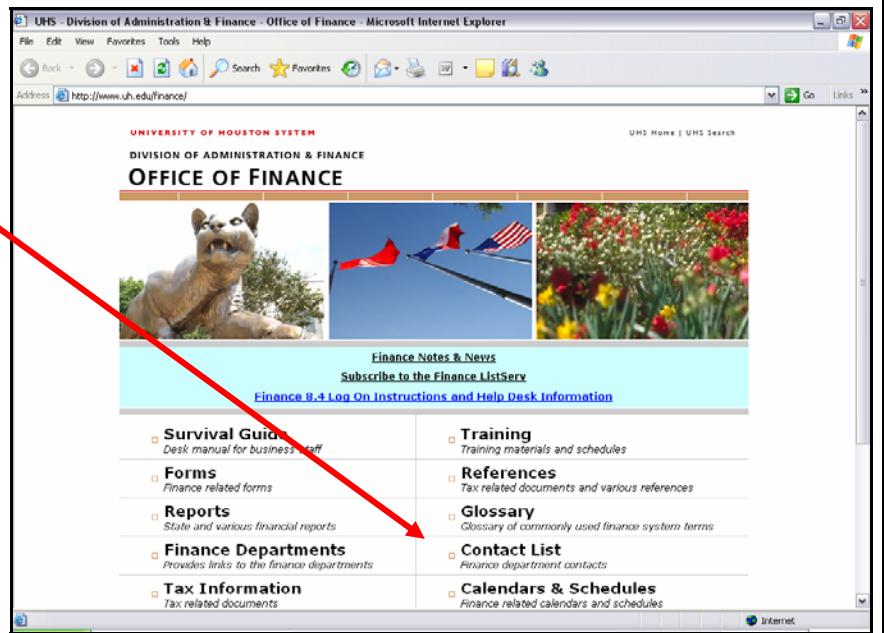 UHS - Division of Administration & Finance - Office of Finance - Microsoft Internet Explorer
File Edit View Favorites Tools Help
Back Search Favorites
Address http://www.uh.edu/finance/ Go Links »
UNIVERSITY OF HOUSTON SYSTEM
UHS Home | UHS Search
DIVISION OF ADMINISTRATION & FINANCE
OFFICE OF FINANCE
Finance Notes & News
Subscribe to the Finance ListServ
Finance 8.4 Log On Instructions and Help Desk Information
Survival Guide
Desk manual for business staff
Training
Training materials and schedules
Forms
Finance related forms
References
Tax related documents and various references
Reports
State and various financial reports
Glossary
Glossary of commonly used finance system terms
Finance Departments
Provides links to the finance departments
Contact List
Finance department contacts
Tax Information
Tax related documents
Calendars & Schedules
Finance related calendars and schedules
Internet